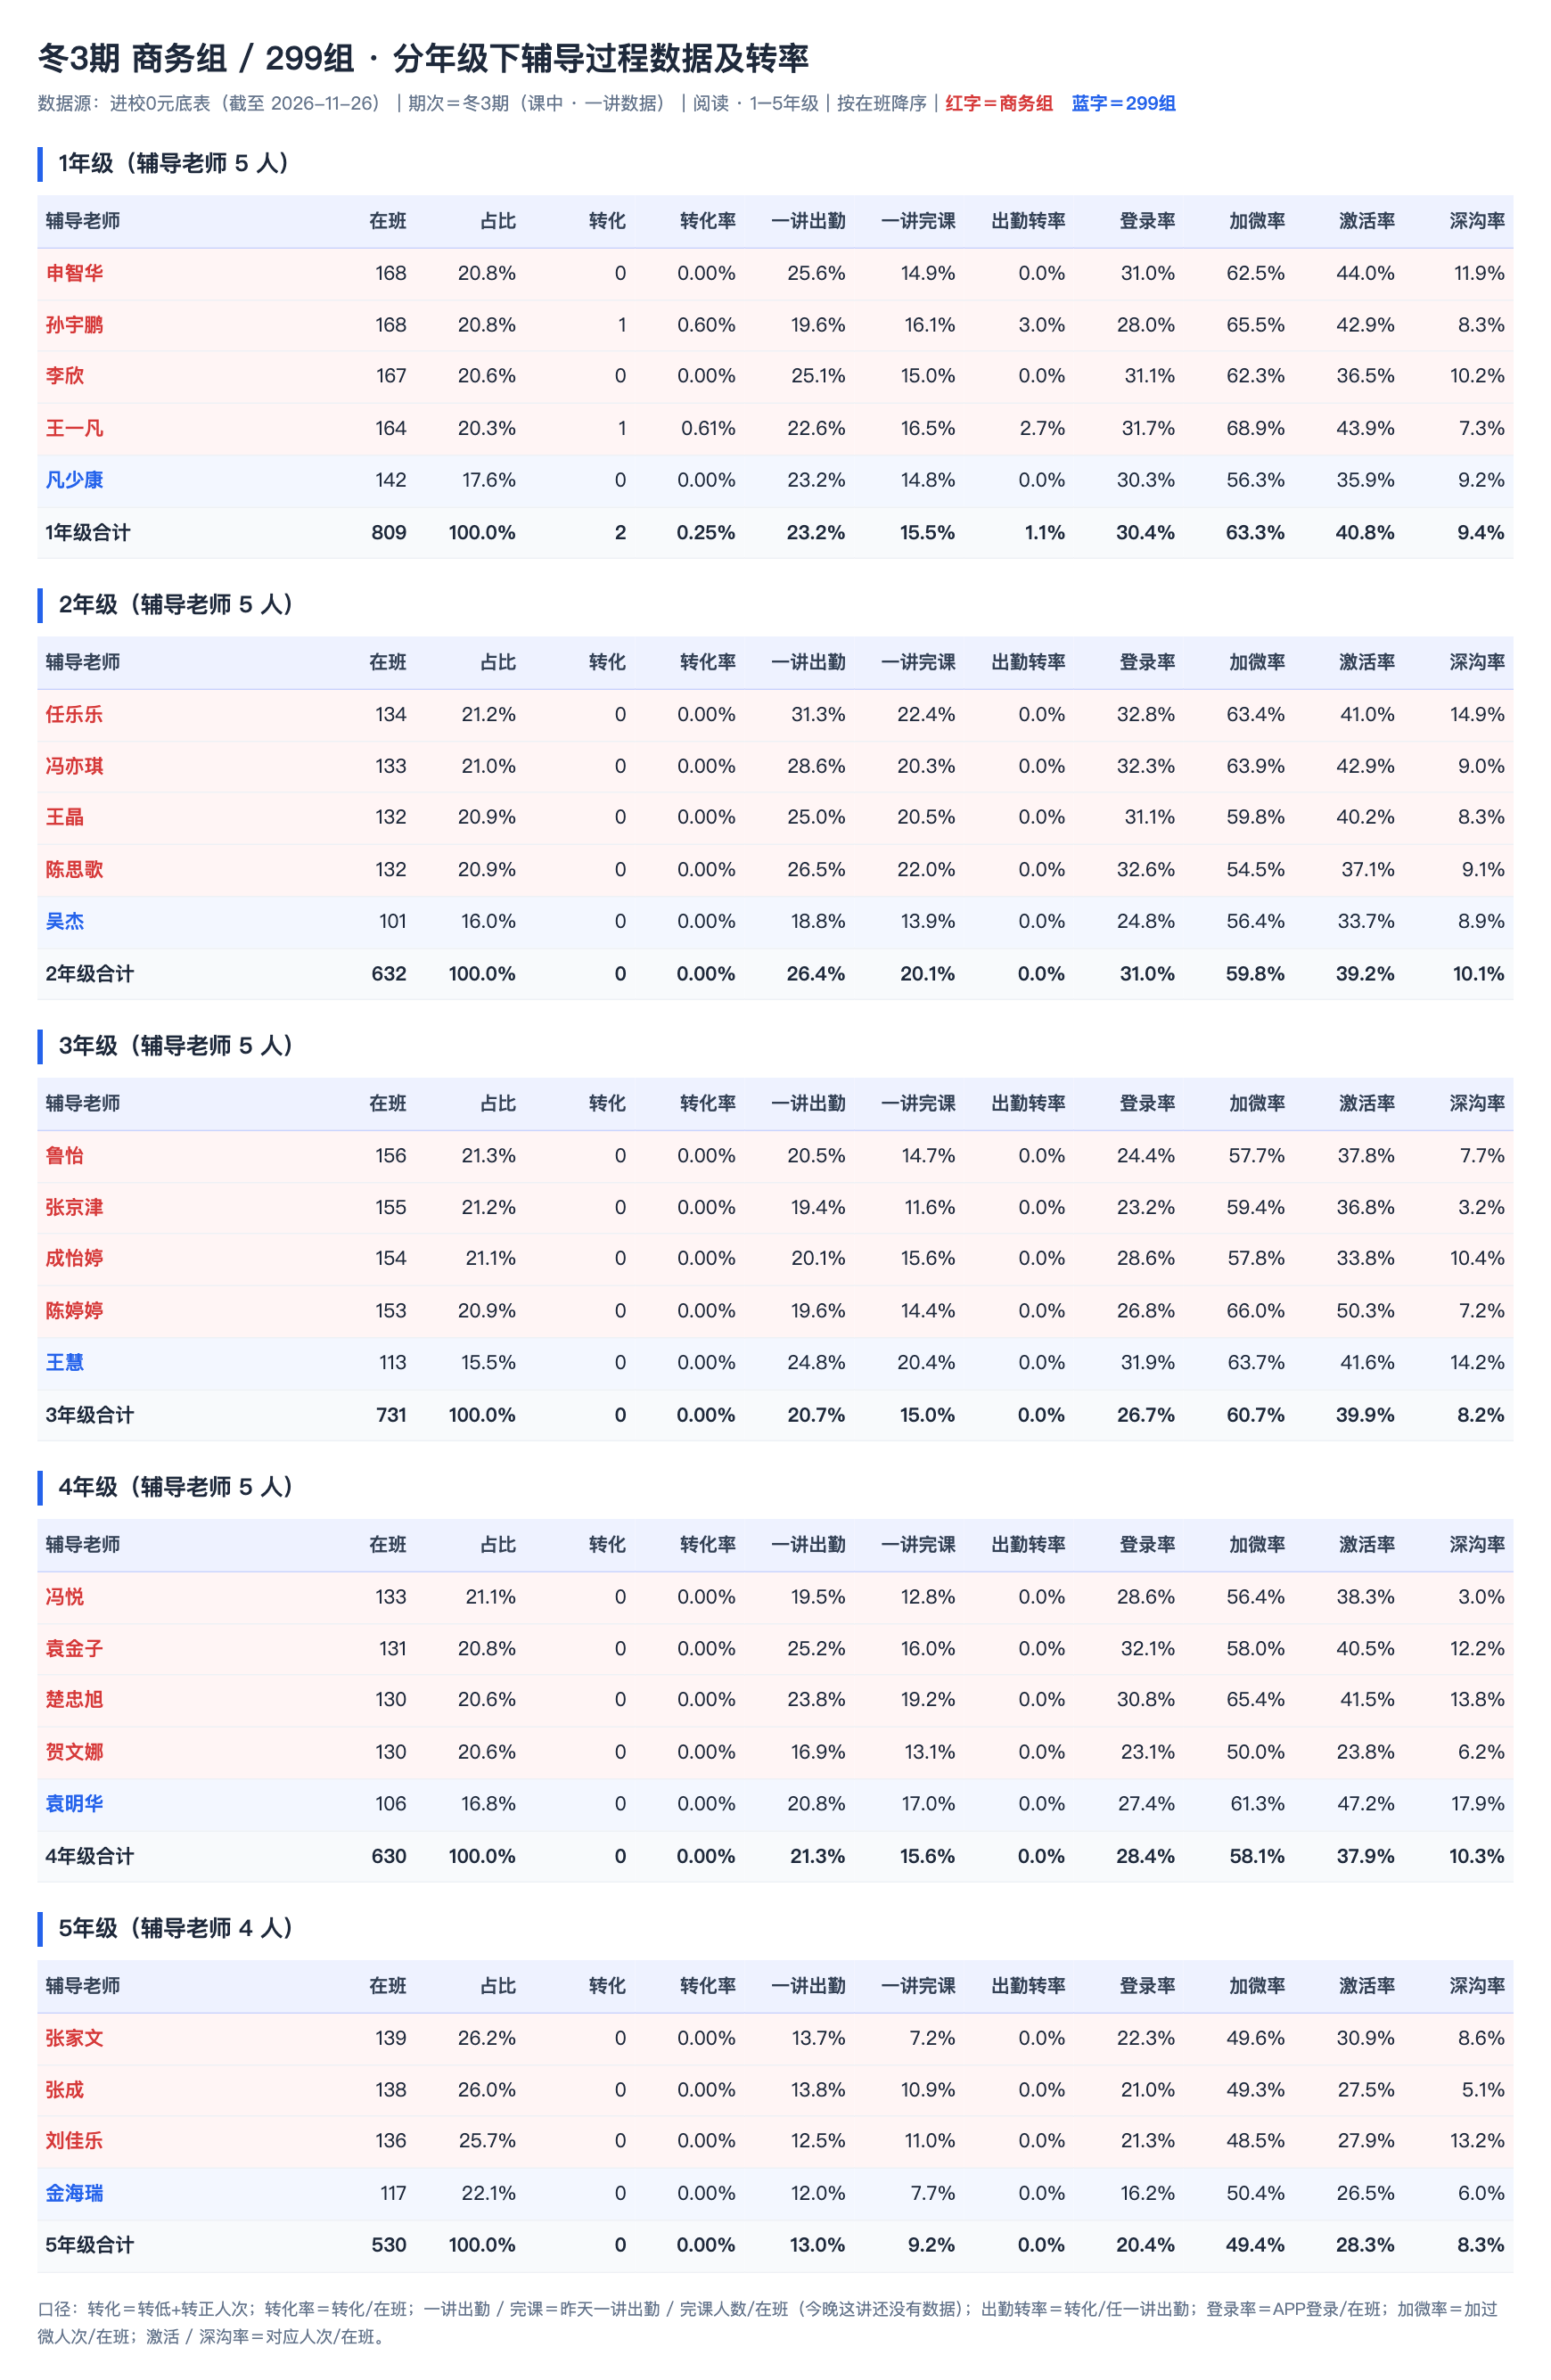 冬3期 商务组 / 299组 · 分年级下辅导过程数据及转率
数据源：进校0元底表（截至 2026-11-26）｜期次＝冬3期（课中 · 一讲数据）｜阅读 · 1–5年级｜按在班降序｜红字＝商务组 蓝字＝299组
1年级（辅导老师 5 人）
辅导老师 在班 占比 转化 转化率 一讲出勤 一讲完课 出勤转率 登录率 加微率 激活率 深沟率
申智华 168 20.8% 0 0.00% 25.6% 14.9% 0.0% 31.0% 62.5% 44.0% 11.9%
孙宇鹏 168 20.8% 1 0.60% 19.6% 16.1% 3.0% 28.0% 65.5% 42.9% 8.3%
李欣 167 20.6% 0 0.00% 25.1% 15.0% 0.0% 31.1% 62.3% 36.5% 10.2%
王一凡 164 20.3% 1 0.61% 22.6% 16.5% 2.7% 31.7% 68.9% 43.9% 7.3%
凡少康 142 17.6% 0 0.00% 23.2% 14.8% 0.0% 30.3% 56.3% 35.9% 9.2%
1年级合计 809 100.0% 2 0.25% 23.2% 15.5% 1.1% 30.4% 63.3% 40.8% 9.4%
2年级（辅导老师 5 人）
辅导老师 在班 占比 转化 转化率 一讲出勤 一讲完课 出勤转率 登录率 加微率 激活率 深沟率
任乐乐 134 21.2% 0 0.00% 31.3% 22.4% 0.0% 32.8% 63.4% 41.0% 14.9%
冯亦琪 133 21.0% 0 0.00% 28.6% 20.3% 0.0% 32.3% 63.9% 42.9% 9.0%
王晶 132 20.9% 0 0.00% 25.0% 20.5% 0.0% 31.1% 59.8% 40.2% 8.3%
陈思歌 132 20.9% 0 0.00% 26.5% 22.0% 0.0% 32.6% 54.5% 37.1% 9.1%
吴杰 101 16.0% 0 0.00% 18.8% 13.9% 0.0% 24.8% 56.4% 33.7% 8.9%
2年级合计 632 100.0% 0 0.00% 26.4% 20.1% 0.0% 31.0% 59.8% 39.2% 10.1%
3年级（辅导老师 5 人）
辅导老师 在班 占比 转化 转化率 一讲出勤 一讲完课 出勤转率 登录率 加微率 激活率 深沟率
鲁怡 156 21.3% 0 0.00% 20.5% 14.7% 0.0% 24.4% 57.7% 37.8% 7.7%
张京津 155 21.2% 0 0.00% 19.4% 11.6% 0.0% 23.2% 59.4% 36.8% 3.2%
成怡婷 154 21.1% 0 0.00% 20.1% 15.6% 0.0% 28.6% 57.8% 33.8% 10.4%
陈婷婷 153 20.9% 0 0.00% 19.6% 14.4% 0.0% 26.8% 66.0% 50.3% 7.2%
王慧 113 15.5% 0 0.00% 24.8% 20.4% 0.0% 31.9% 63.7% 41.6% 14.2%
3年级合计 731 100.0% 0 0.00% 20.7% 15.0% 0.0% 26.7% 60.7% 39.9% 8.2%
4年级（辅导老师 5 人）
辅导老师 在班 占比 转化 转化率 一讲出勤 一讲完课 出勤转率 登录率 加微率 激活率 深沟率
冯悦 133 21.1% 0 0.00% 19.5% 12.8% 0.0% 28.6% 56.4% 38.3% 3.0%
袁金子 131 20.8% 0 0.00% 25.2% 16.0% 0.0% 32.1% 58.0% 40.5% 12.2%
楚忠旭 130 20.6% 0 0.00% 23.8% 19.2% 0.0% 30.8% 65.4% 41.5% 13.8%
贺文娜 130 20.6% 0 0.00% 16.9% 13.1% 0.0% 23.1% 50.0% 23.8% 6.2%
袁明华 106 16.8% 0 0.00% 20.8% 17.0% 0.0% 27.4% 61.3% 47.2% 17.9%
4年级合计 630 100.0% 0 0.00% 21.3% 15.6% 0.0% 28.4% 58.1% 37.9% 10.3%
5年级（辅导老师 4 人）
辅导老师 在班 占比 转化 转化率 一讲出勤 一讲完课 出勤转率 登录率 加微率 激活率 深沟率
张家文 139 26.2% 0 0.00% 13.7% 7.2% 0.0% 22.3% 49.6% 30.9% 8.6%
张成 138 26.0% 0 0.00% 13.8% 10.9% 0.0% 21.0% 49.3% 27.5% 5.1%
刘佳乐 136 25.7% 0 0.00% 12.5% 11.0% 0.0% 21.3% 48.5% 27.9% 13.2%
金海瑞 117 22.1% 0 0.00% 12.0% 7.7% 0.0% 16.2% 50.4% 26.5% 6.0%
5年级合计 530 100.0% 0 0.00% 13.0% 9.2% 0.0% 20.4% 49.4% 28.3% 8.3%
口径：转化＝转低+转正人次；转化率＝转化/在班；一讲出勤 / 完课＝昨天一讲出勤 / 完课人数/在班（今晚这讲还没有数据）；出勤转率＝转化/任一讲出勤；登录率＝APP登录/在班；加微率＝加过
微人次/在班；激活 / 深沟率＝对应人次/在班。